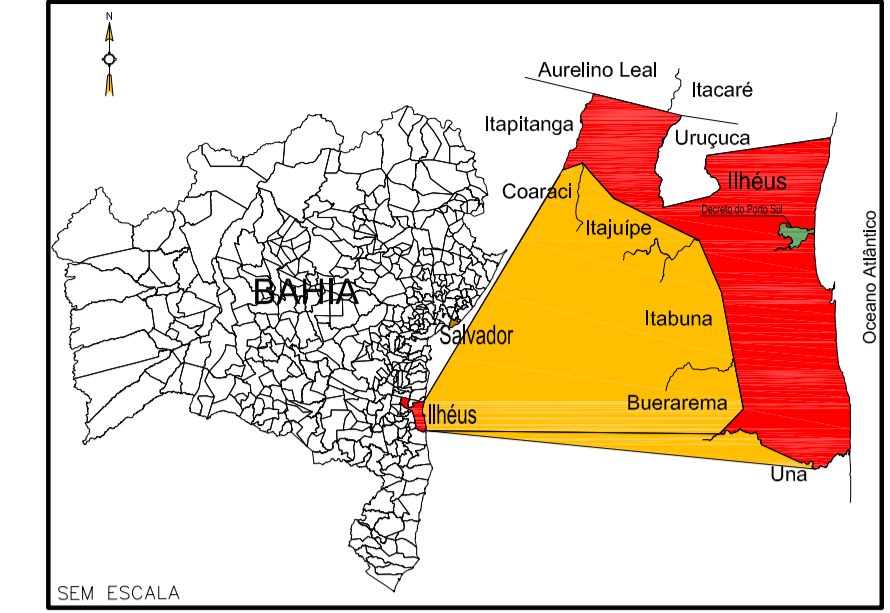 N
Aurelino Leal
Itacaré
Itapitanga
Uruçuca
Coaraci
Ilhéus
Decreto do Porto Sul
Itajuípe
Oceano Atlântico
BAHIA
Salvador
Itabuna
Buerarema
Ilhéus
Una
SEM ESCALA